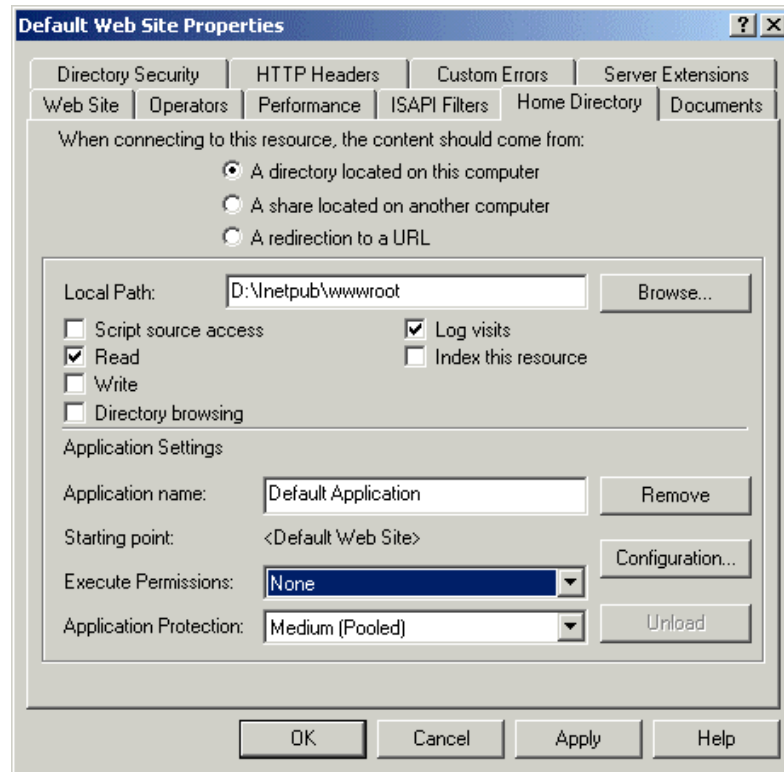 Default Web Site Properties
Directory Security HTTP Headers Custom Errors Server Extensions
Web Site Operators Performance ISAPI Filters Home Directory Documents
When connecting to this resource, the content should come from:
A directory located on this computer
A share located on another computer
A redirection to a URL
Local Path: D:\Inetpub\wwwroot Browse...
Script source access Log visits
Read Index this resource
Write
Directory browsing
Application Settings
Application name: Default Application Remove
Starting point: <Default Web Site>
Configuration...
Execute Permissions: None
Application Protection: Medium (Pooled) Unload
OK Cancel Apply Help